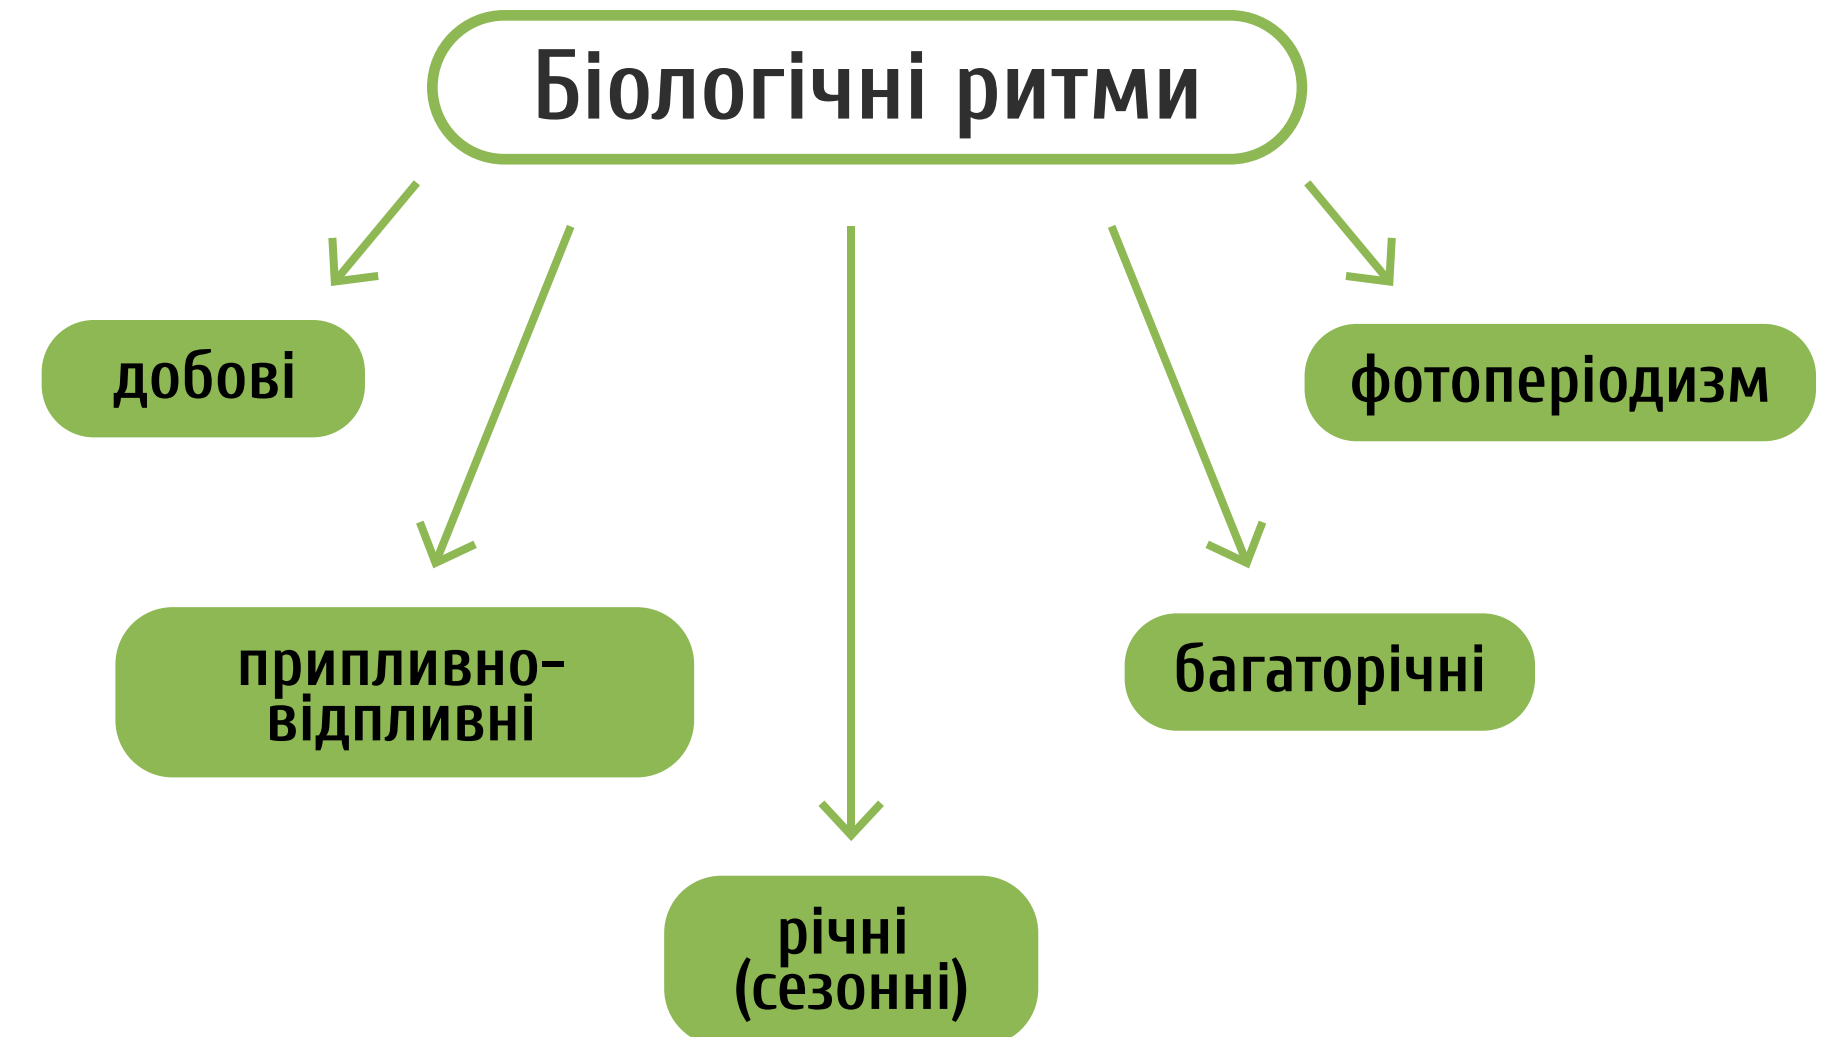 Біологічні ритми
добові
фотоперіодизм
припливно-
відпливні
багаторічні
річні
(сезонні)